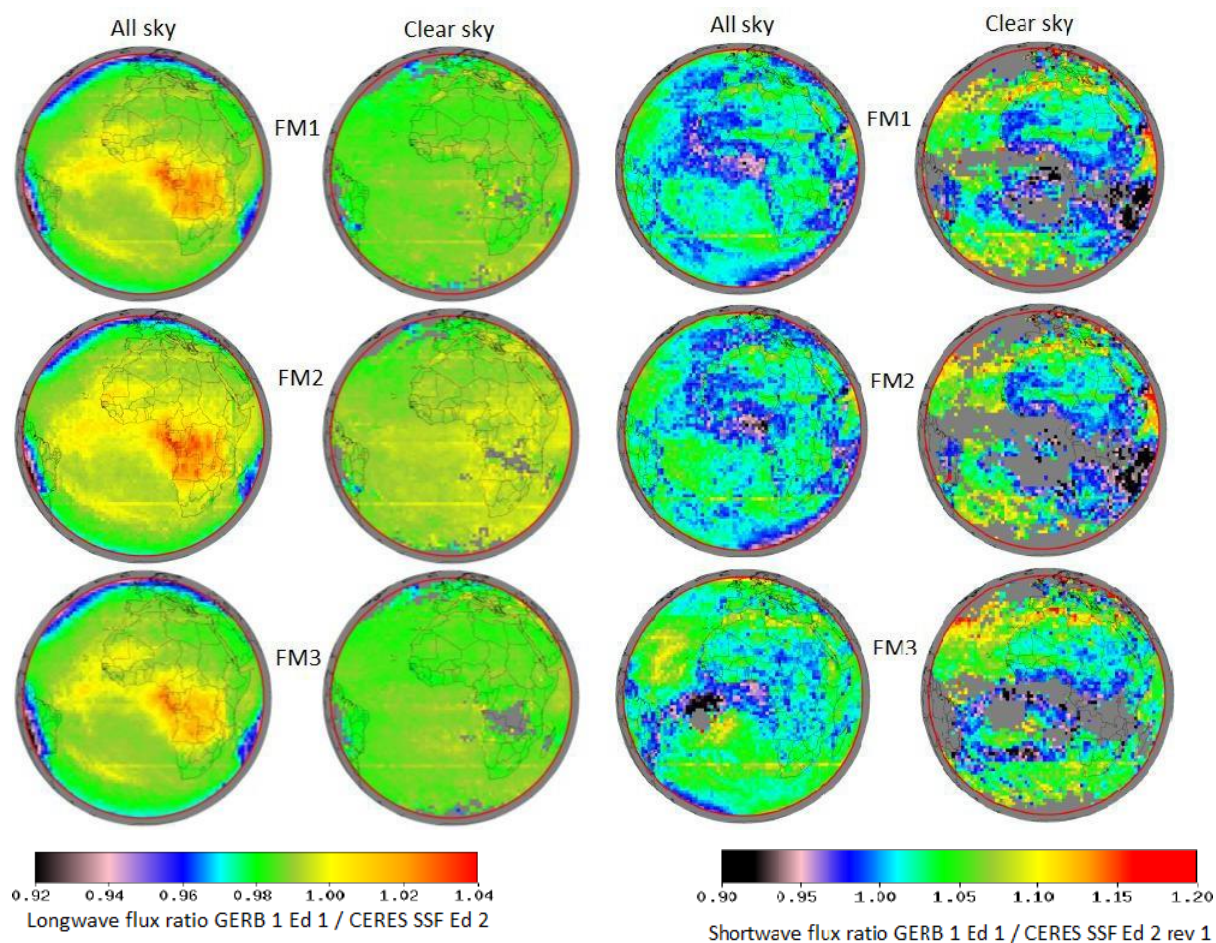 All sky Clear sky All sky Clear sky
FM1 FM1
FM2 FM2
FM3 FM3
0.92 0.94 0.96 0.98 1.00 1.02 1.04
Longwave flux ratio GERB 1 Ed 1 / CERES SSF Ed 2
0.90 0.95 1.00 1.05 1.10 1.15 1.20
Shortwave flux ratio GERB 1 Ed 1 / CERES SSF Ed 2 rev 1